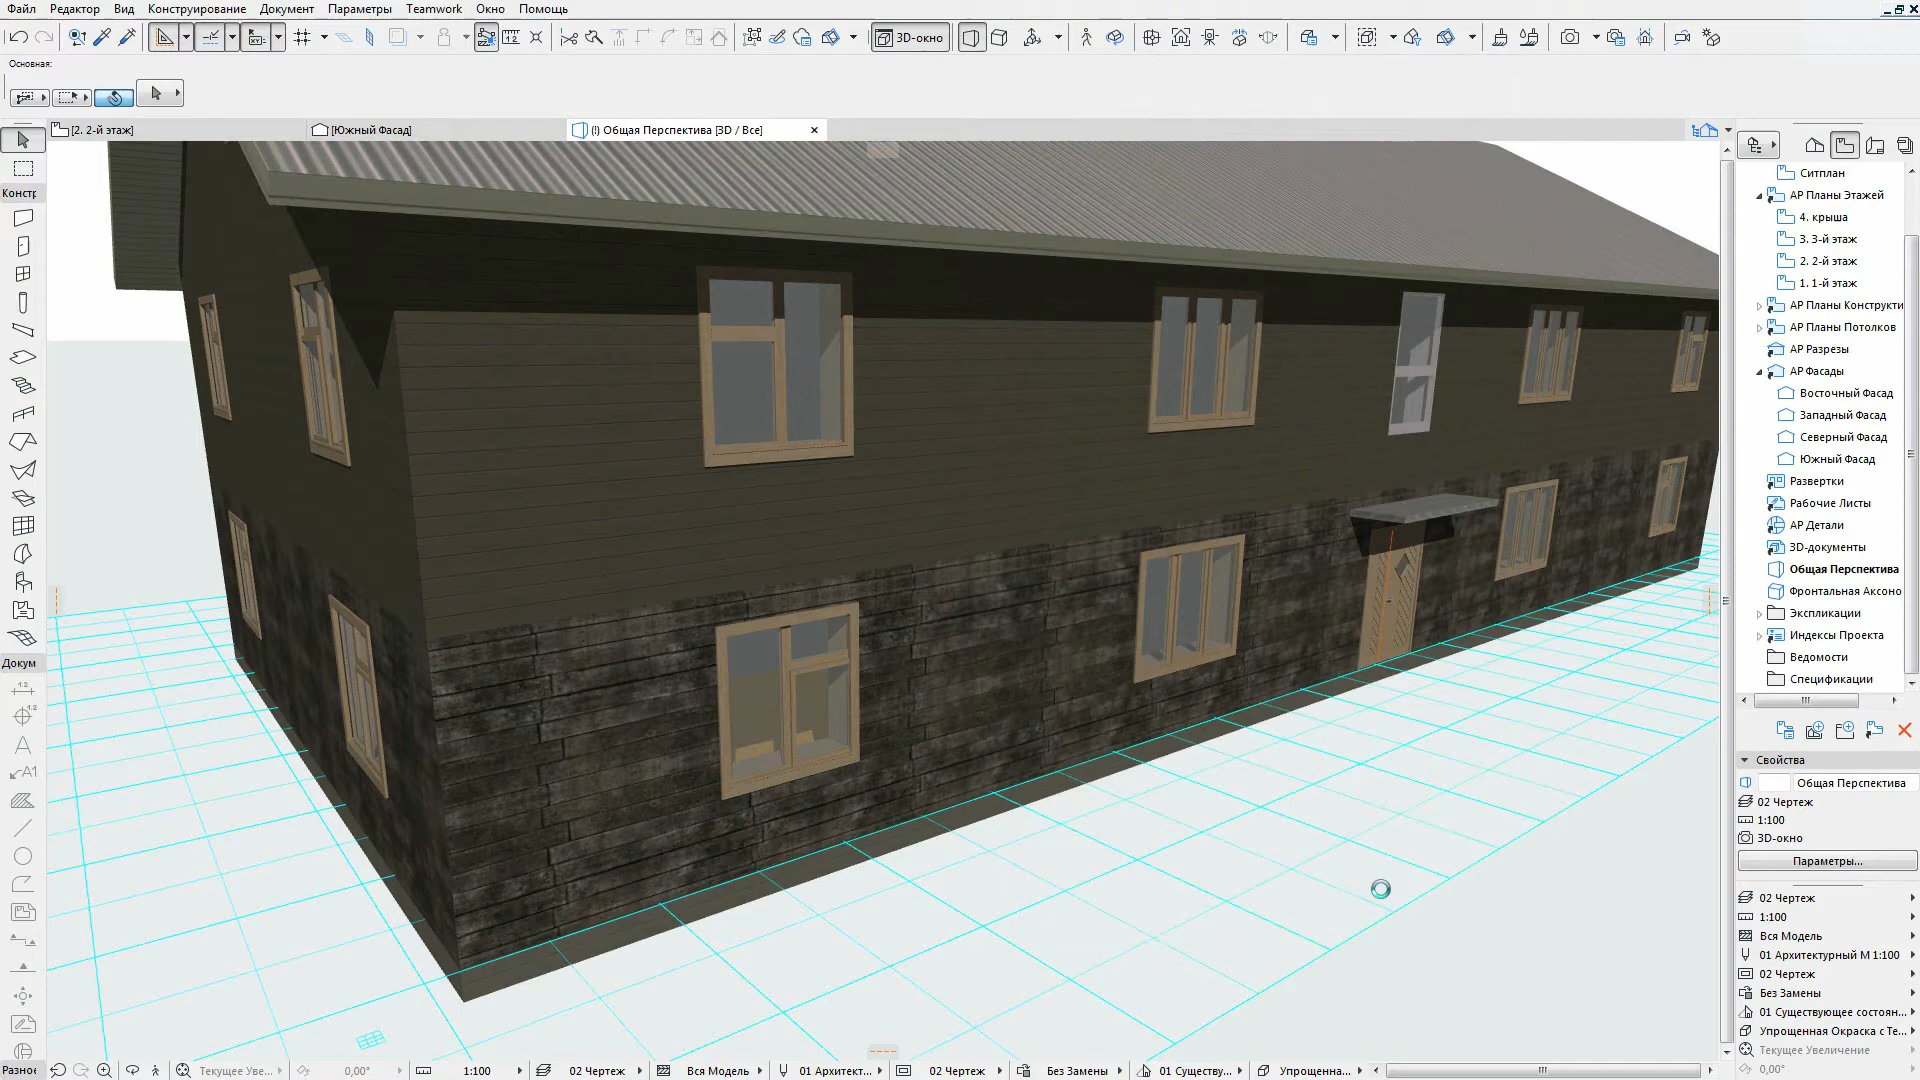 Файл Редактор Вид Конструирование Документ Параметры Teamwork Окно Помощь
3D-окно
Основная:
[2. 2-й этаж]
[Южный Фасад]
(!) Общая Перспектива [3D / Все]
Констр
Докум
Разное
Ситплан
АР Планы Этажей
4. крыша
3. 3-й этаж
2. 2-й этаж
1. 1-й этаж
АР Планы Конструкти
АР Планы Потолков
АР Разрезы
АР Фасады
Восточный Фасад
Западный Фасад
Северный Фасад
Южный Фасад
Развертки
Рабочие Листы
АР Детали
3D-документы
Общая Перспектива
Фронтальная Аксоно
Экспликации
Индексы Проекта
Ведомости
Спецификации
Свойства
Общая Перспектива
02 Чертеж
1:100
3D-окно
Параметры...
02 Чертеж
1:100
Вся Модель
01 Архитектурный М 1:100
02 Чертеж
Без Замены
01 Существующее состоян...
Упрощенная Окраска с Те...
Текущее Увеличение
0,00°
Текущее Уве... 0,00° 1:100 02 Чертеж Вся Модель 01 Архитект... 02 Чертеж Без Замены 01 Существу... Упрощенна...